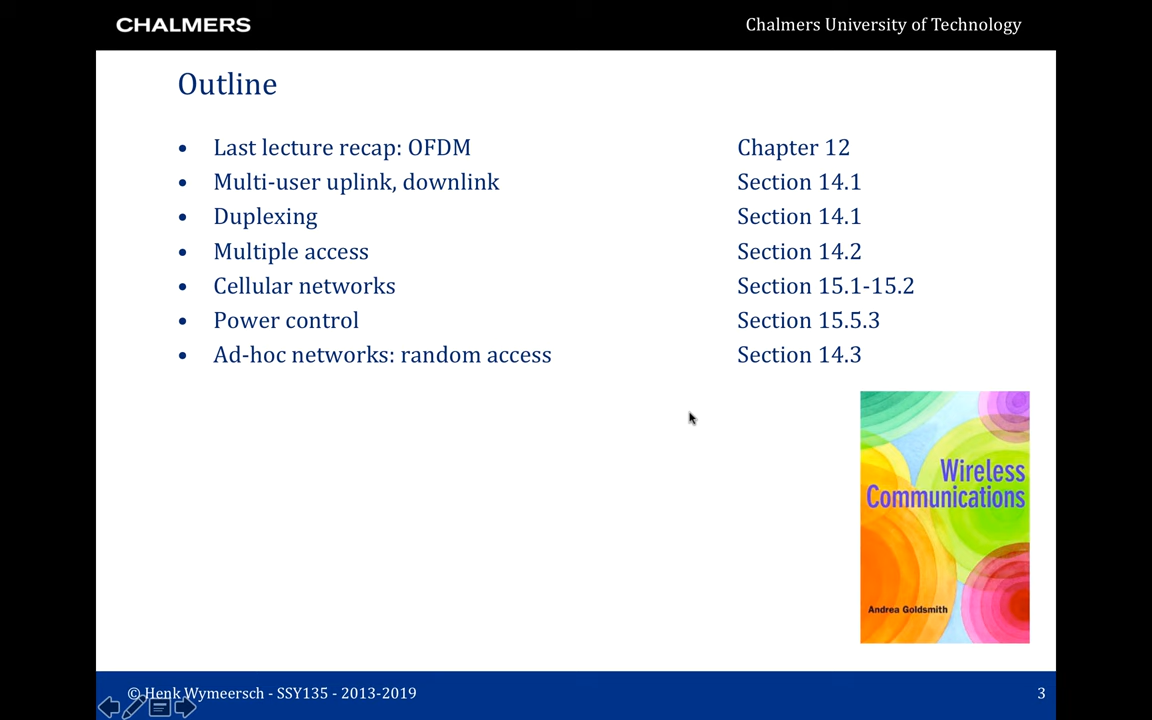 CHALMERS Chalmers University of Technology
Outline
• Last lecture recap: OFDM Chapter 12
• Multi-user uplink, downlink Section 14.1
• Duplexing Section 14.1
• Multiple access Section 14.2
• Cellular networks Section 15.1-15.2
• Power control Section 15.5.3
• Ad-hoc networks: random access Section 14.3
Wireless
Communications
Andrea Goldsmith
© Henk Wymeersch - SSY135 - 2013-2019 3